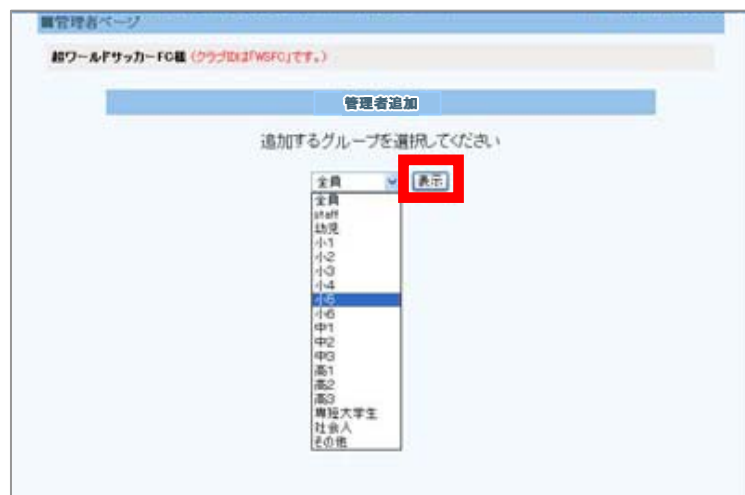 ■管理者ページ
超ワールドサッカーFC様 (クラブIDは「WSFC」です。)
管理者追加
追加するグループを選択してください
全員 表示
全員
staff
幼児
小1
小2
小3
小4
小5
小6
中1
中2
中3
高1
高2
高3
専短大学生
社会人
その他